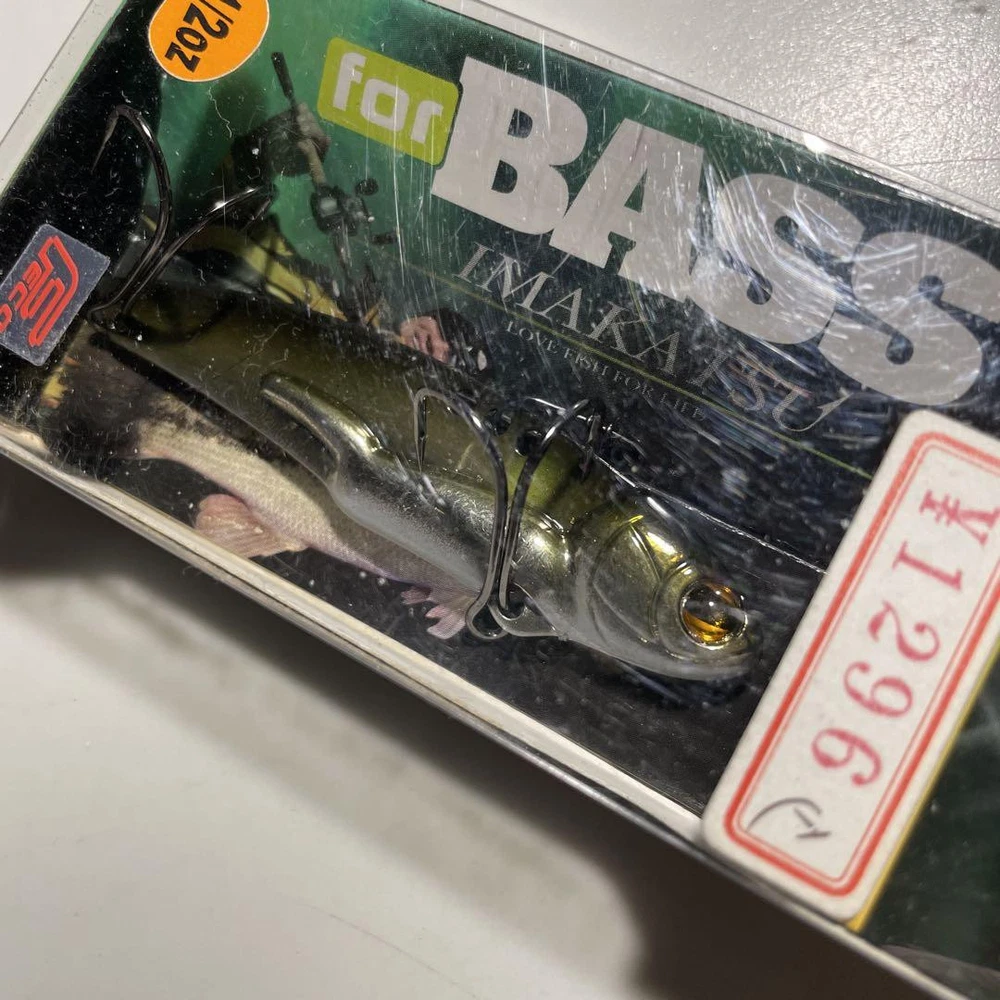 1/2oz
for
BASS
IMAKATSU
LOVE FISH FOR LIFE
¥1296